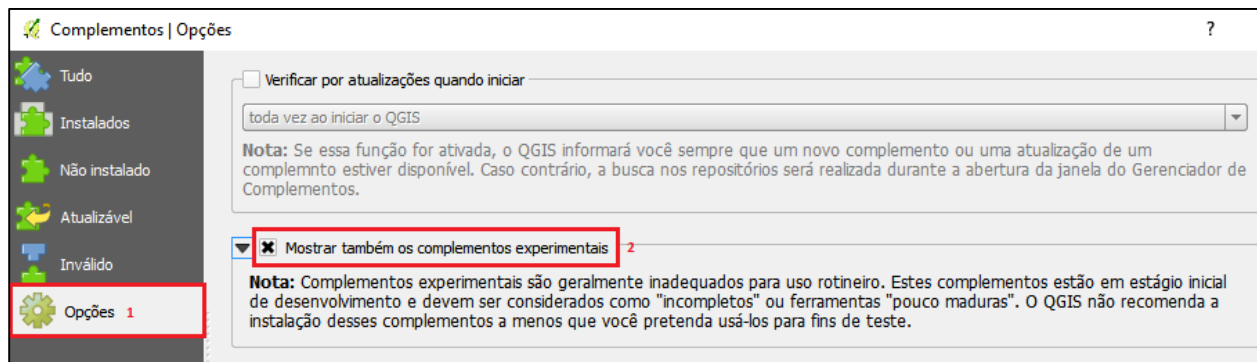 Complementos | Opções
?
Tudo
Instalados
Não instalado
Atualizável
Inválido
Opções 1
Verificar por atualizações quando iniciar
toda vez ao iniciar o QGIS
Nota: Se essa função for ativada, o QGIS informará você sempre que um novo complemento ou uma atualização de um
complemnto estiver disponível. Caso contrário, a busca nos repositórios será realizada durante a abertura da janela do Gerenciador de
Complementos.
Mostrar também os complementos experimentais 2
Nota: Complementos experimentais são geralmente inadequados para uso rotineiro. Estes complementos estão em estágio inicial
de desenvolvimento e devem ser considerados como "incompletos" ou ferramentas "pouco maduras". O QGIS não recomenda a
instalação desses complementos a menos que você pretenda usá-los para fins de teste.